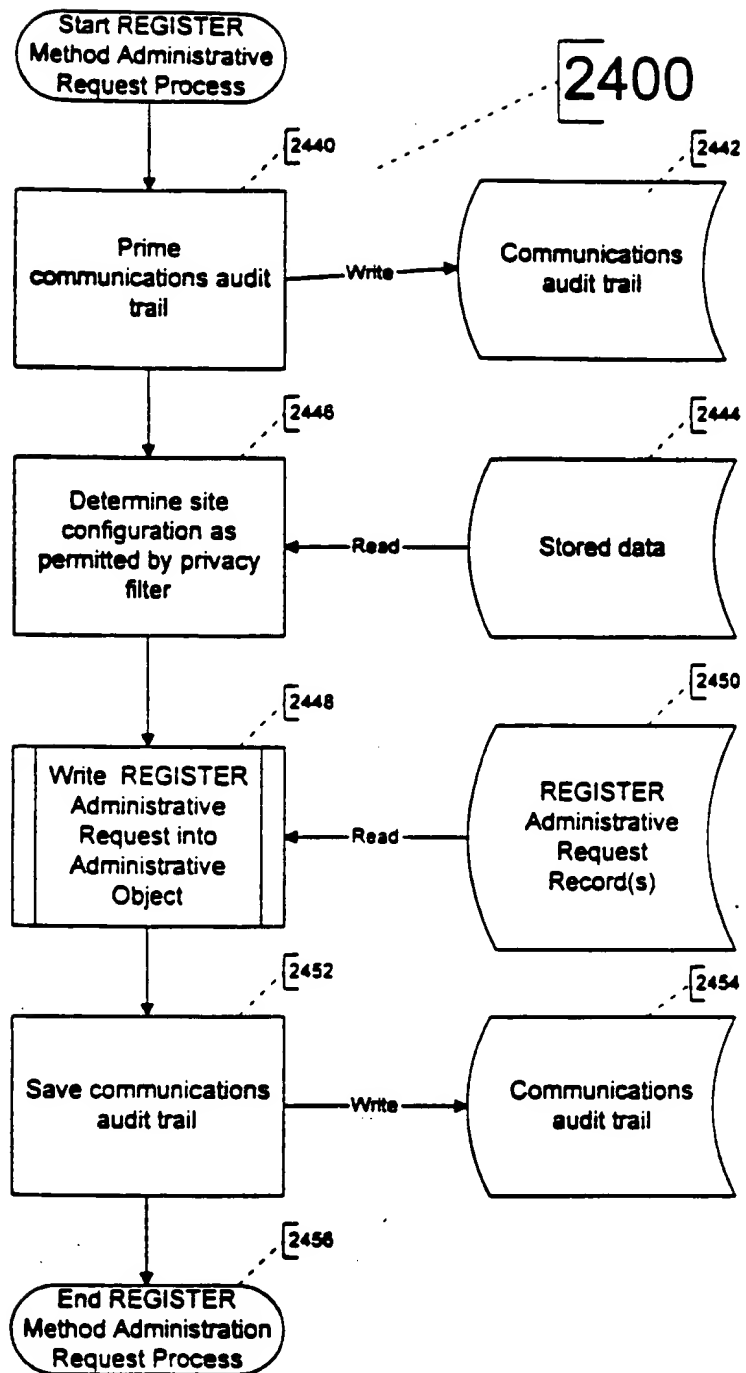 Start REGISTER
Method Administrative
Request Process
2400
2440
2442
Prime
communications audit
trail
Write
Communications
audit trail
2446
2444
Determine site
configuration as
permitted by privacy
filter
Read
Stored data
2448
2450
Write REGISTER
Administrative
Request into
Administrative
Object
Read
REGISTER
Administrative
Request
Record(s)
2452
2454
Save communications
audit trail
Write
Communications
audit trail
2456
End REGISTER
Method Administration
Request Process